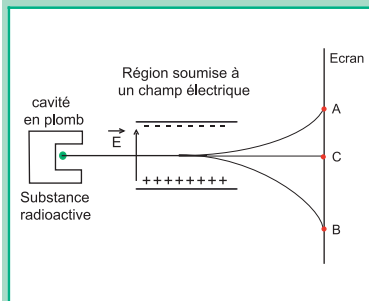 Ecran
Région soumise à
un champ électrique
cavité
en plomb
A
- - - - - - - -
E
C
+ + + + + + + +
Substance
radioactive
B